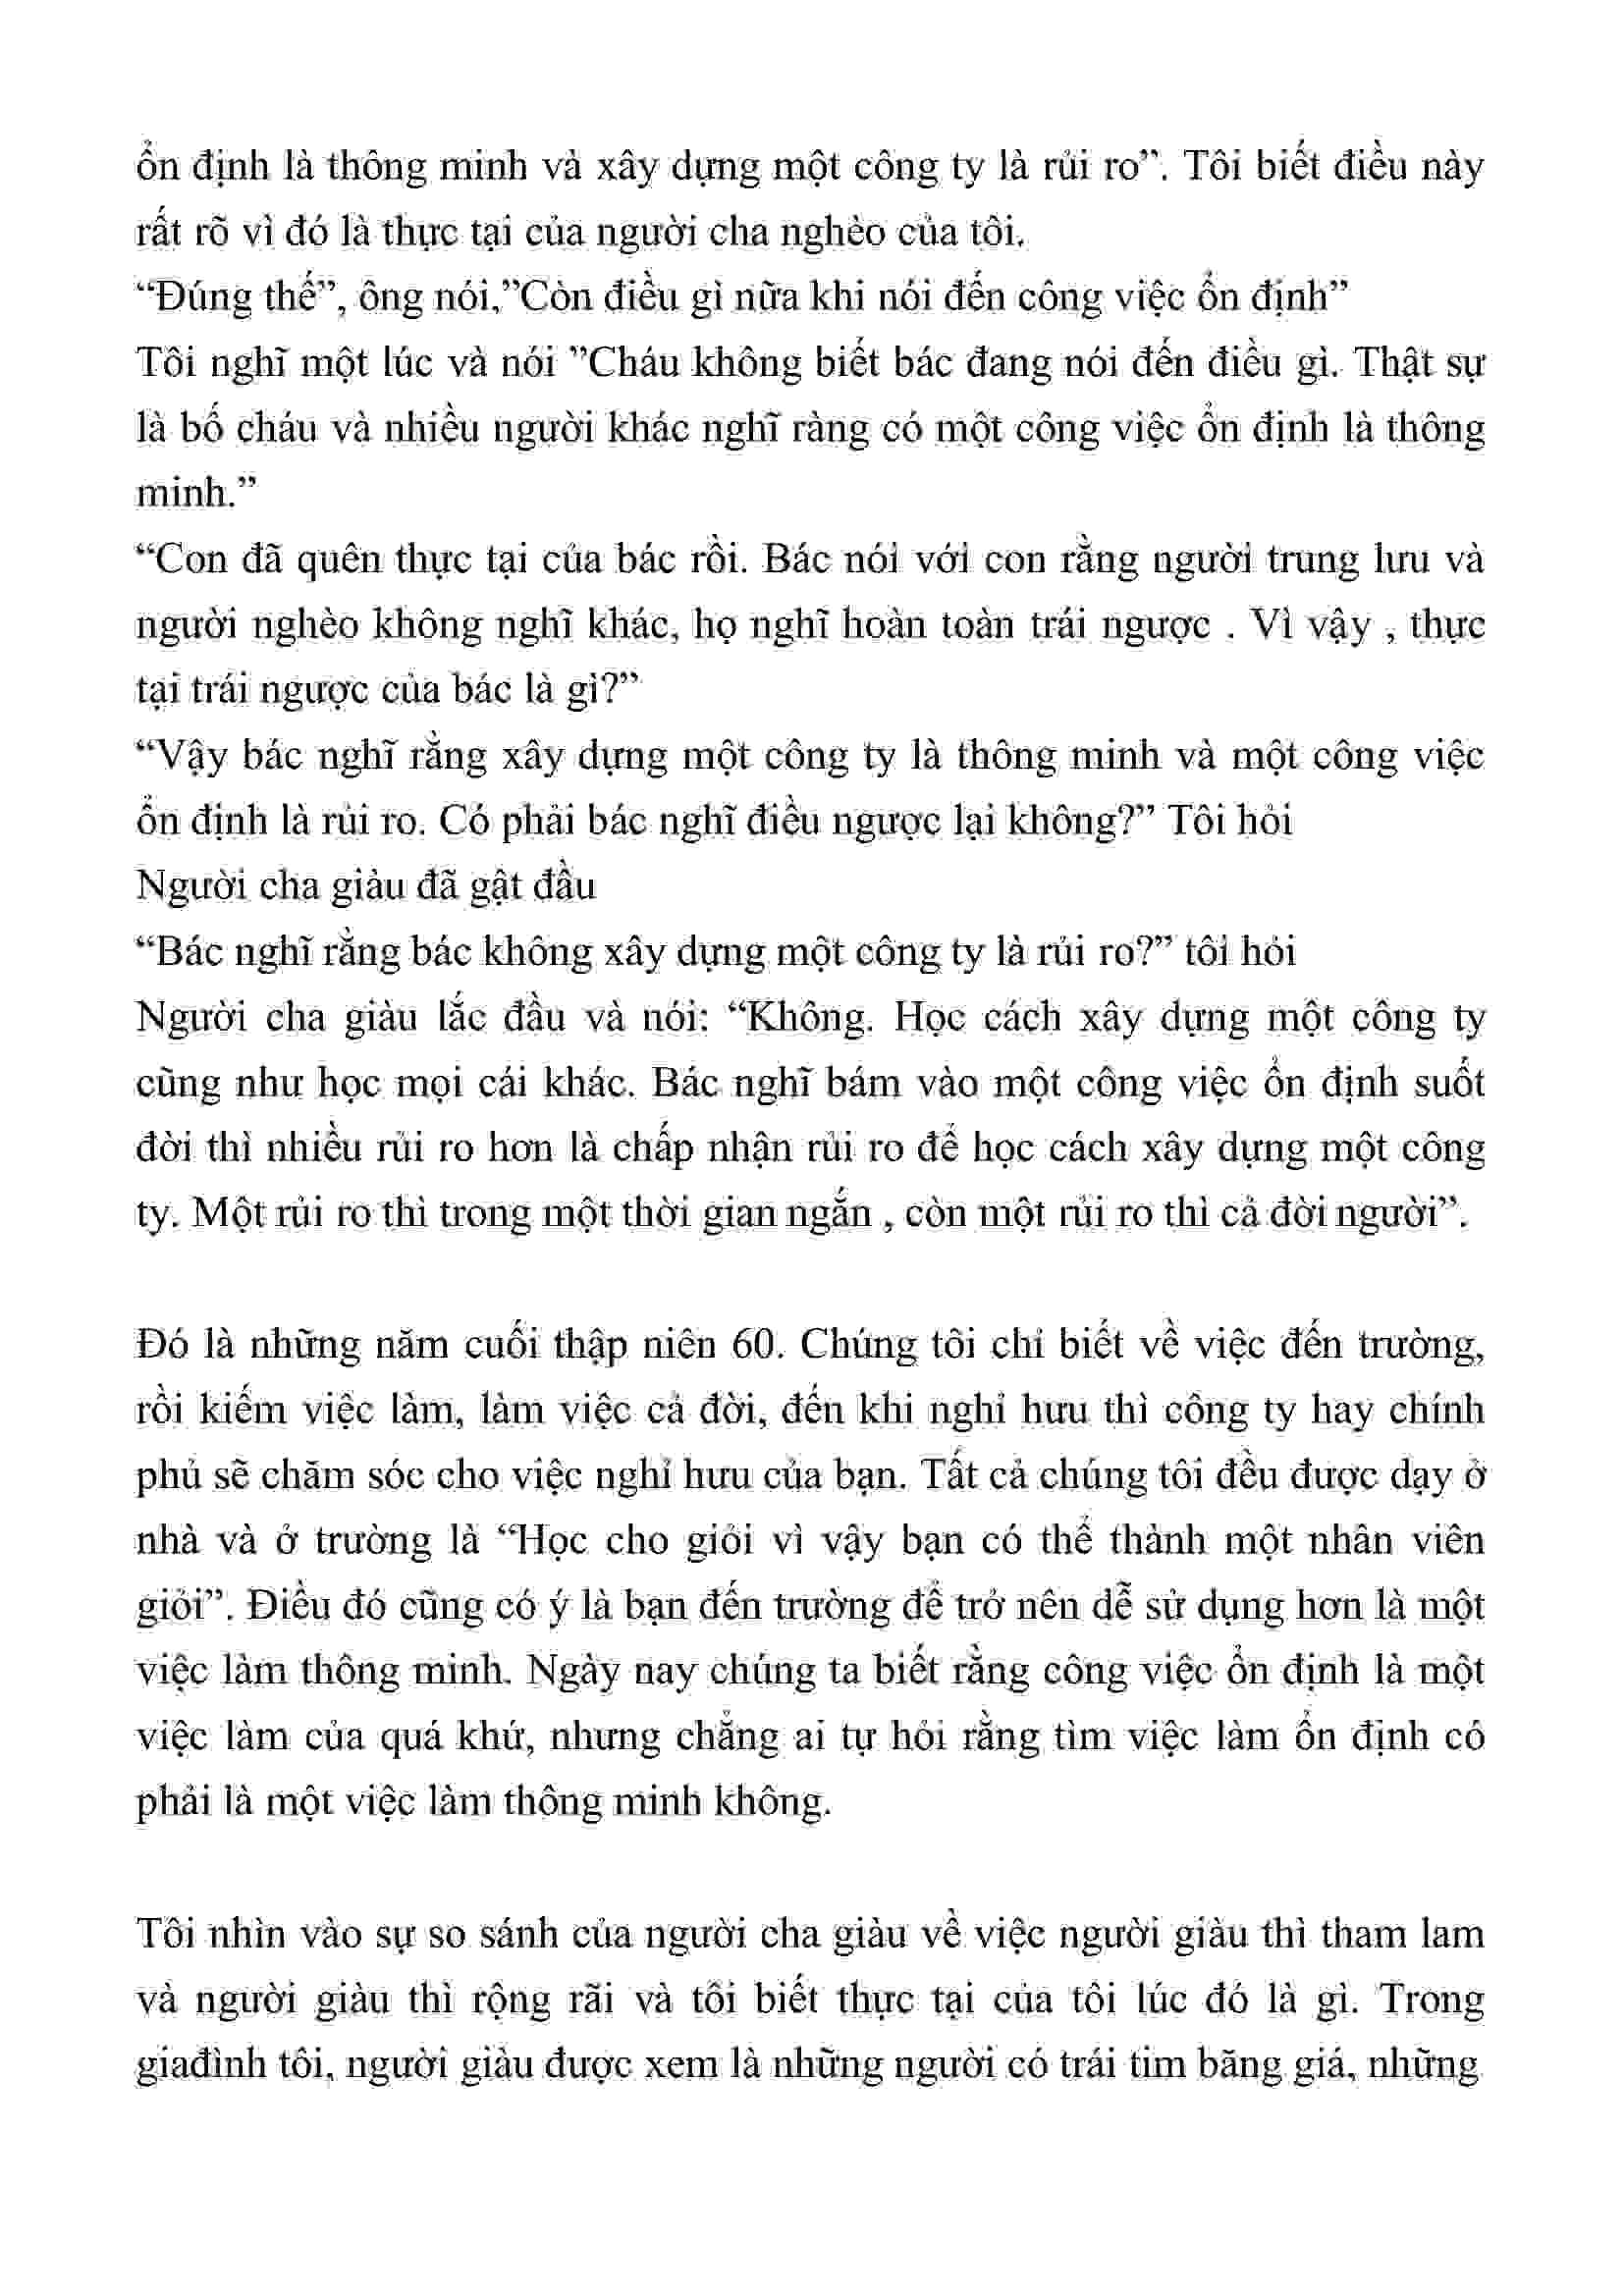 ổn định là thông minh và xây dựng một công ty là rủi ro”. Tôi biết điều này
rất rõ vì đó là thực tại của người cha nghèo của tôi.
“Đúng thế”, ông nói,”Còn điều gì nữa khi nói đến công việc ổn định”
Tôi nghĩ một lúc và nói ”Cháu không biết bác đang nói đến điều gì. Thật sự
là bố cháu và nhiều người khác nghĩ ràng có một công việc ổn định là thông
minh.”
“Con đã quên thực tại của bác rồi. Bác nói với con rằng người trung lưu và
người nghèo không nghĩ khác, họ nghĩ hoàn toàn trái ngược . Vì vậy , thực
tại trái ngược của bác là gì?”
“Vậy bác nghĩ rằng xây dựng một công ty là thông minh và một công việc
ổn định là rủi ro. Có phải bác nghĩ điều ngược lại không?” Tôi hỏi
Người cha giàu đã gật đầu
“Bác nghĩ rằng bác không xây dựng một công ty là rủi ro?” tôi hỏi
Người cha giàu lắc đầu và nói: “Không. Học cách xây dựng một công ty
cũng như học mọi cái khác. Bác nghĩ bám vào một công việc ổn định suốt
đời thì nhiều rủi ro hơn là chấp nhận rủi ro để học cách xây dựng một công
ty. Một rủi ro thì trong một thời gian ngắn , còn một rủi ro thì cả đời người”.
Đó là những năm cuối thập niên 60. Chúng tôi chỉ biết về việc đến trường,
rồi kiếm việc làm, làm việc cả đời, đến khi nghỉ hưu thì công ty hay chính
phủ sẽ chăm sóc cho việc nghỉ hưu của bạn. Tất cả chúng tôi đều được dạy ở
nhà và ở trường là “Học cho giỏi vì vậy bạn có thể thành một nhân viên
giỏi”. Điều đó cũng có ý là bạn đến trường để trở nên dễ sử dụng hơn là một
việc làm thông minh. Ngày nay chúng ta biết rằng công việc ổn định là một
việc làm của quá khứ, nhưng chẳng ai tự hỏi rằng tìm việc làm ổn định có
phải là một việc làm thông minh không.
Tôi nhìn vào sự so sánh của người cha giàu về việc người giàu thì tham lam
và người giàu thì rộng rãi và tôi biết thực tại của tôi lúc đó là gì. Trong
giađình tôi, người giàu được xem là những người có trái tim băng giá, những